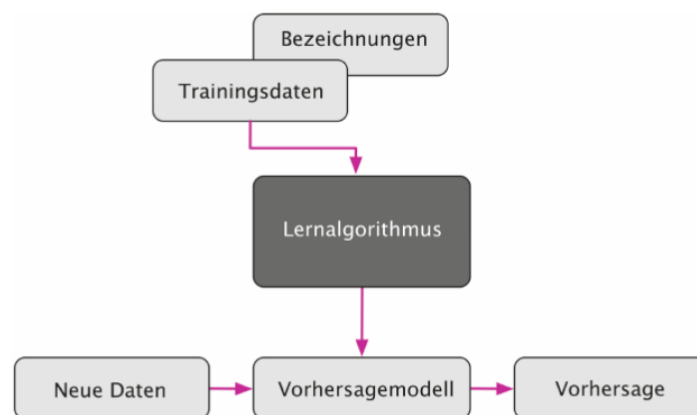 Bezeichnungen
Trainingsdaten
Lernalgorithmus
Neue Daten
Vorhersagemodell
Vorhersage